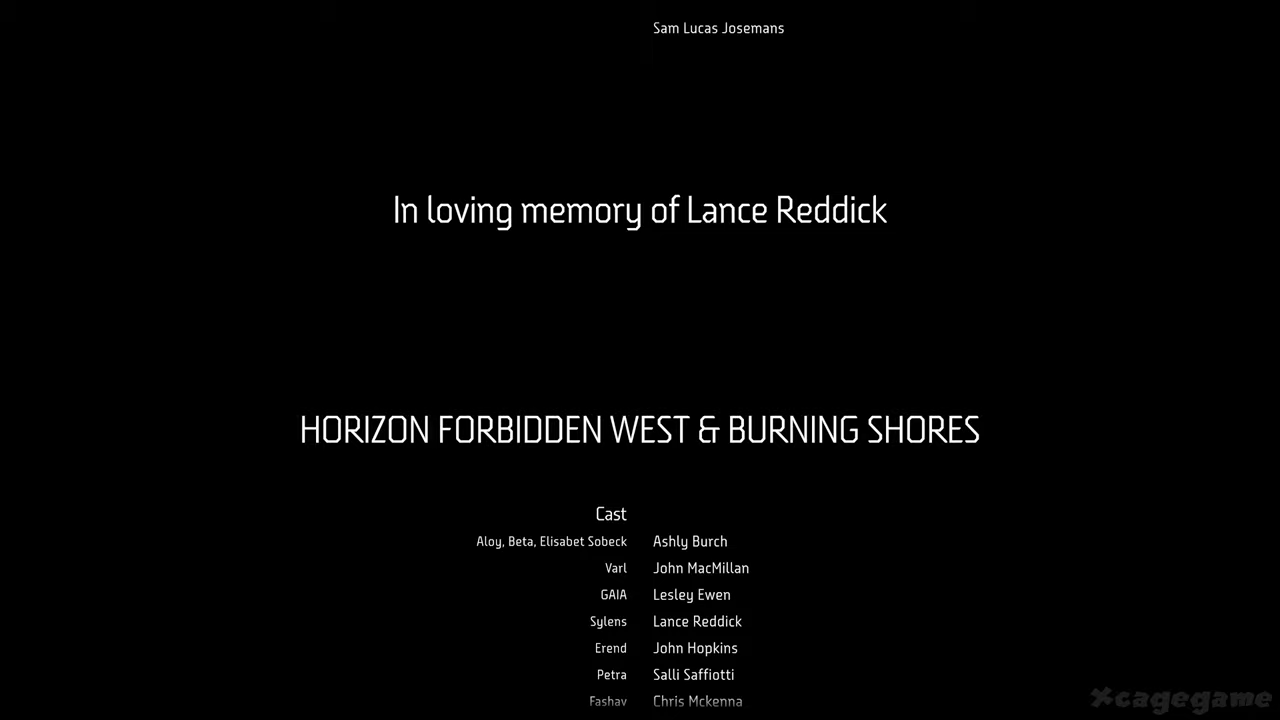 Sam Lucas Josemans
In loving memory of Lance Reddick
HORIZON FORBIDDEN WEST & BURNING SHORES
Cast
Aloy, Beta, Elisabet Sobeck Ashly Burch
Varl John MacMillan
GAIA Lesley Ewen
Sylens Lance Reddick
Erend John Hopkins
Petra Salli Saffiotti
Fashav Chris Mckenna
Xcagegame